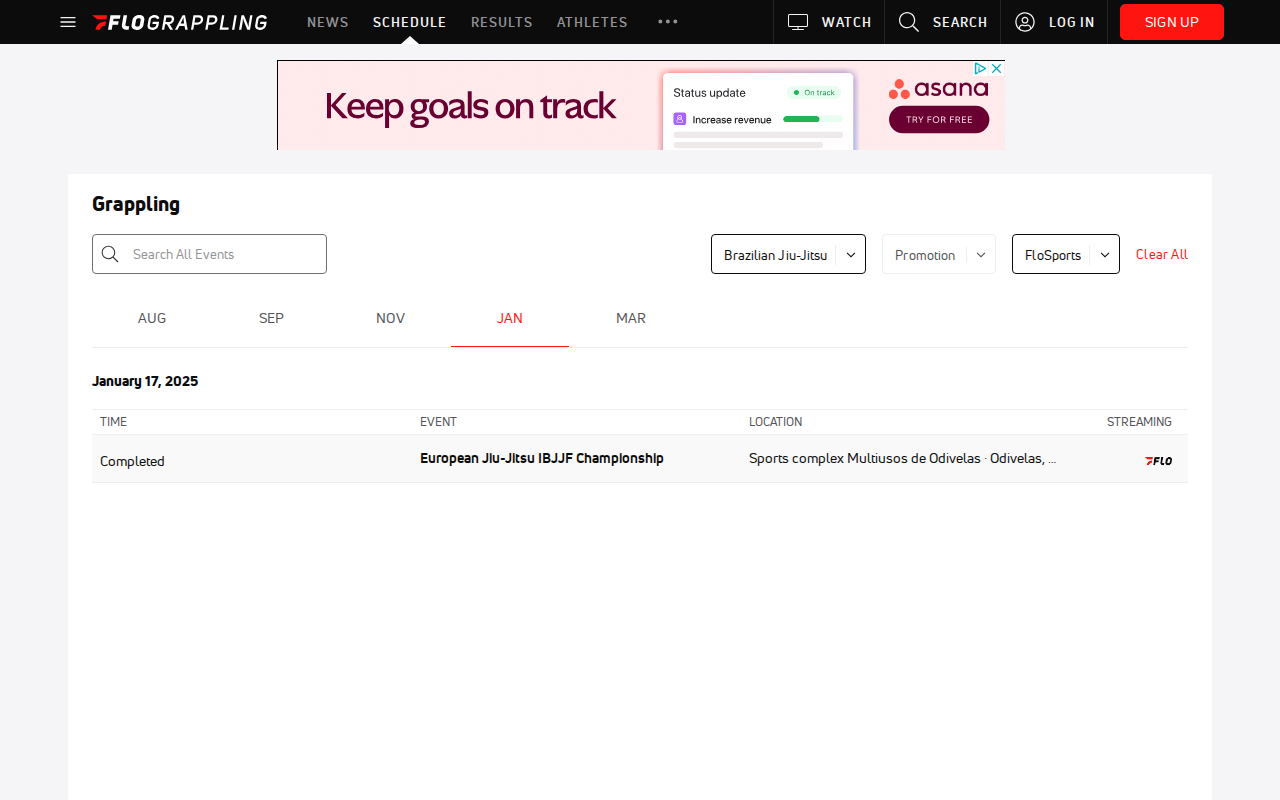 FLOGRAPPLING NEWS SCHEDULE RESULTS ATHLETES WATCH SEARCH LOG IN SIGN UP
Keep goals on track
Status update
On track
Increase revenue
asana
TRY FOR FREE
Grappling
Search All Events
Brazilian Jiu-Jitsu
Promotion
FloSports
Clear All
AUG SEP NOV JAN MAR
January 17, 2025
TIME EVENT LOCATION STREAMING
Completed European Jiu-Jitsu IBJJF Championship Sports complex Multiusos de Odivelas · Odivelas, ... FLO